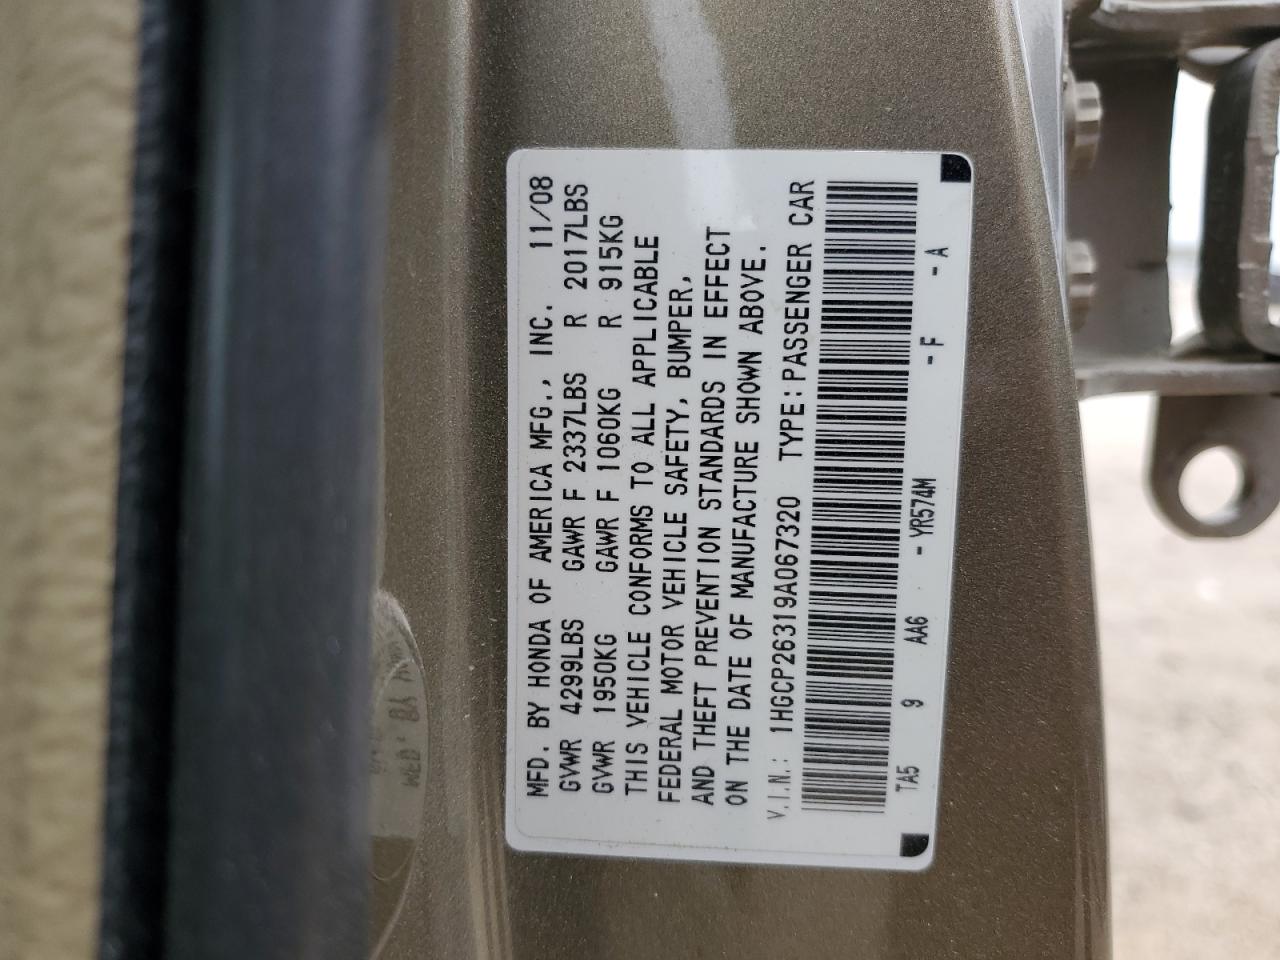 MFD. BY HONDA OF AMERICA MFG., INC. 11/08
GVWR 4299LBS GAWR F 2337LBS R 2017LBS
GVWR 1950KG GAWR F 1060KG R 915KG
THIS VEHICLE CONFORMS TO ALL APPLICABLE
FEDERAL MOTOR VEHICLE SAFETY, BUMPER,
AND THEFT PREVENTION STANDARDS IN EFFECT
ON THE DATE OF MANUFACTURE SHOWN ABOVE.
V.I.N.: 1HGCP26319A067320 TYPE:PASSENGER CAR
TA5 9 AA6 - YR574M - F - A